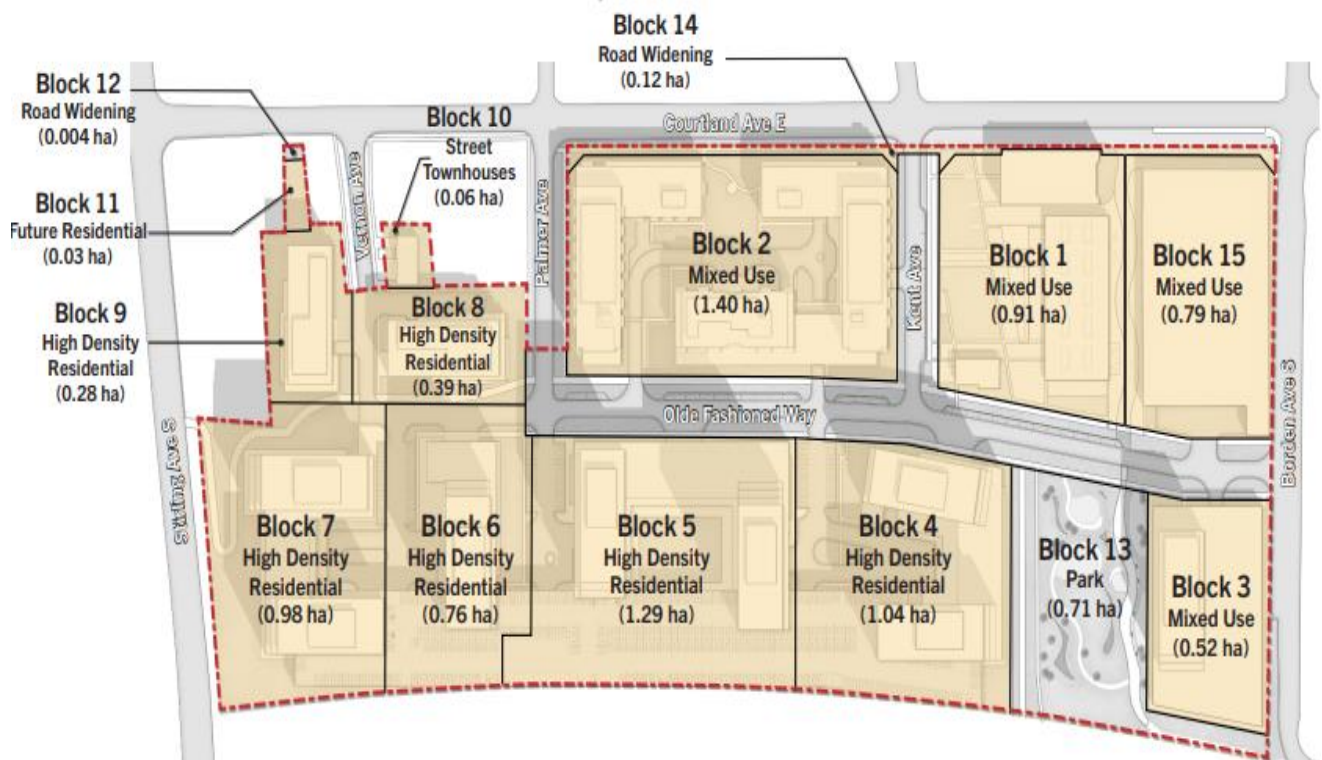 Block 14
Road Widening
(0.12 ha)
Block 12
Road Widening
(0.004 ha)
Block 10
Street
Townhouses
(0.06 ha)
Courtland Ave E
Block 11
Future Residential
(0.03 ha)
Vernon Ave
Palmer Ave
Block 2
Mixed Use
(1.40 ha)
Kent Ave
Block 1
Mixed Use
(0.91 ha)
Block 15
Mixed Use
(0.79 ha)
Block 9
High Density
Residential
(0.28 ha)
Block 8
High Density
Residential
(0.39 ha)
Olde Fashioned Way
Borden Ave S
Stirling Ave S
Block 7
High Density
Residential
(0.98 ha)
Block 6
High Density
Residential
(0.76 ha)
Block 5
High Density
Residential
(1.29 ha)
Block 4
High Density
Residential
(1.04 ha)
Block 13
Park
(0.71 ha)
Block 3
Mixed Use
(0.52 ha)